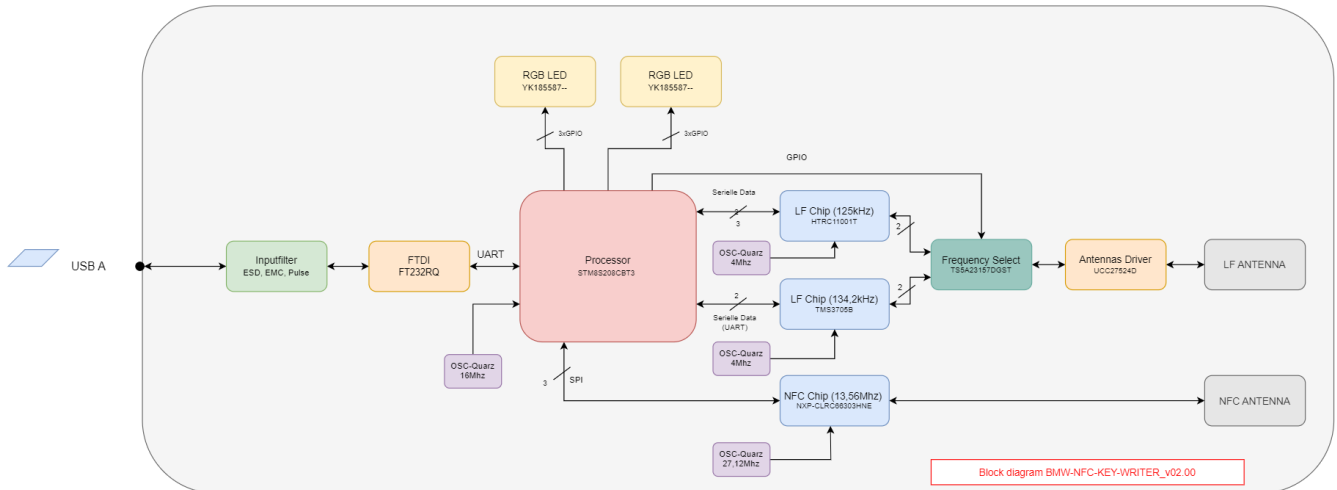 RGB LED
YK185587--
RGB LED
YK185587--
3xGPIO
3xGPIO
GPIO
Serielle Data
2
3
LF Chip (125kHz)
HTRC11001T
2
OSC-Quarz
4Mhz
USB A
Inputfilter
ESD, EMC, Pulse
FTDI
FT232RQ
UART
Processor
STM8S208CBT3
Frequency Select
TS5A23157DGST
Antennas Driver
UCC27524D
LF ANTENNA
2
Serielle Data
(UART)
LF Chip (134,2kHz)
TMS3705B
2
OSC-Quarz
4Mhz
OSC-Quarz
16Mhz
3
SPI
NFC Chip (13,56Mhz)
NXP-CLRC66303HNE
NFC ANTENNA
OSC-Quarz
27,12Mhz
Block diagram BMW-NFC-KEY-WRITER_v02.00